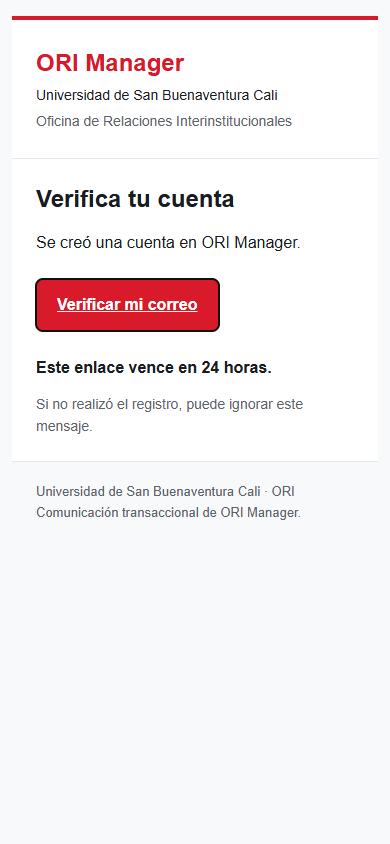 ORI Manager
Universidad de San Buenaventura Cali
Oficina de Relaciones Interinstitucionales
Verifica tu cuenta
Se creó una cuenta en ORI Manager.
Verificar mi correo
Este enlace vence en 24 horas.
Si no realizó el registro, puede ignorar este
mensaje.
Universidad de San Buenaventura Cali · ORI
Comunicación transaccional de ORI Manager.